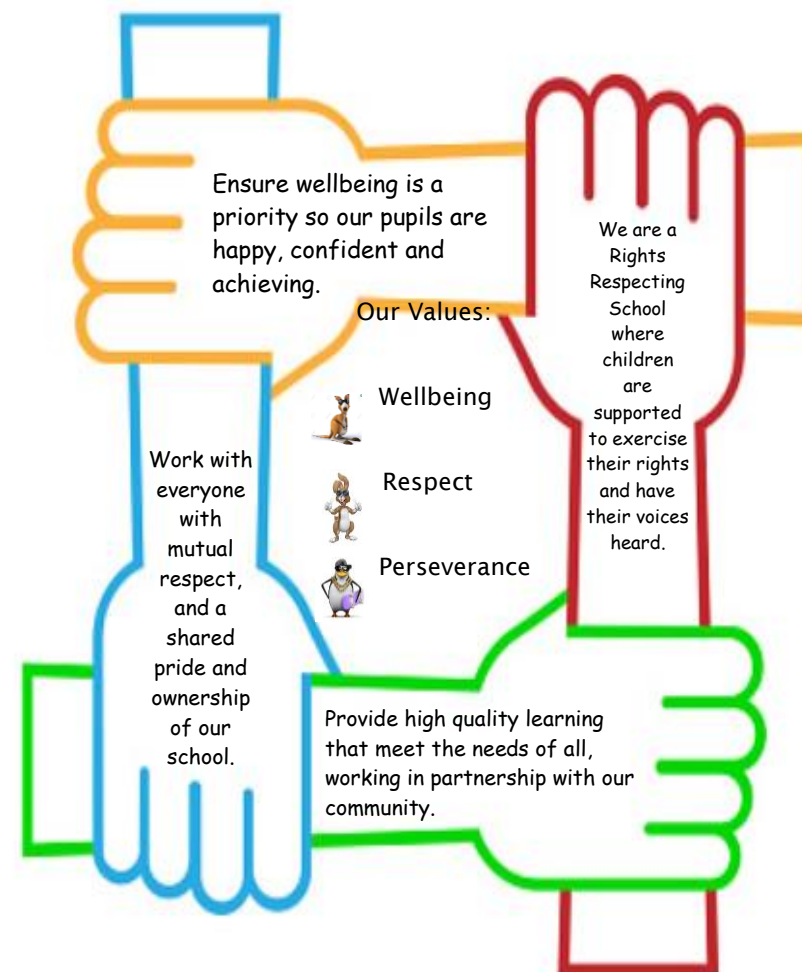 Ensure wellbeing is a
priority so our pupils are
happy, confident and
achieving.
We are a
Rights
Respecting
School
where
children
are
supported
to exercise
their rights
and have
their voices
heard.
Our Values:
Wellbeing
Respect
Perseverance
Work with
everyone
with
mutual
respect,
and a
shared
pride and
ownership
of our
school.
Provide high quality learning
that meet the needs of all,
working in partnership with our
community.